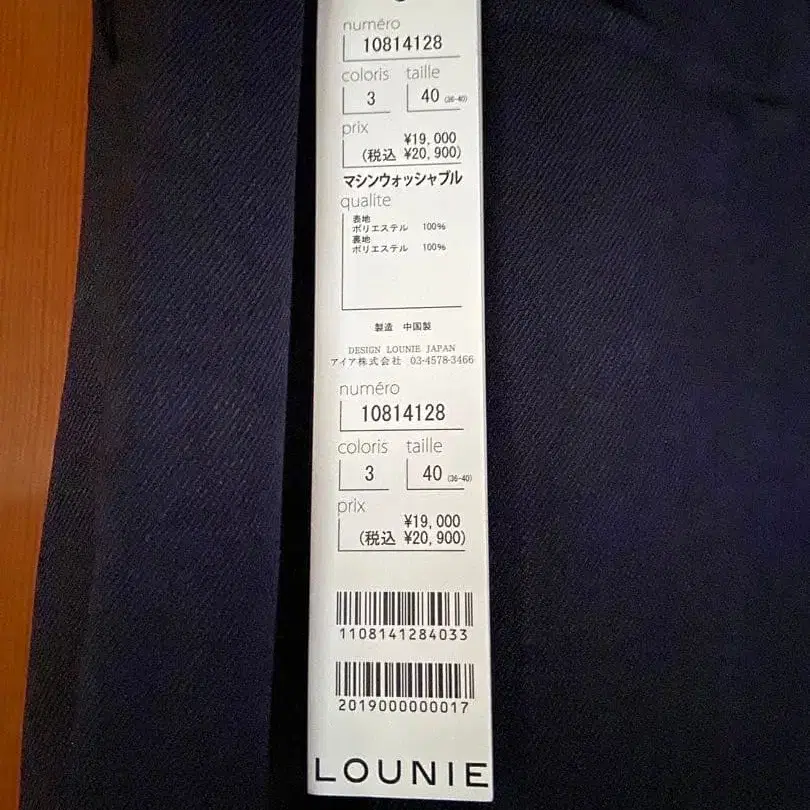 numéro
10814128
coloris taille
3 40 (36-40)
prix
¥19,000
(税込 ¥20,900)
マシンウォッシャブル
qualite
表地
ポリエステル 100%
裏地
ポリエステル 100%
製造 中国製
DESIGN LOUNIE JAPAN
アイア株式会社 03-4578-3466
numéro
10814128
coloris taille
3 40 (36-40)
prix
¥19,000
(税込 ¥20,900)
1108141284033
2019000000017
LOUNIE